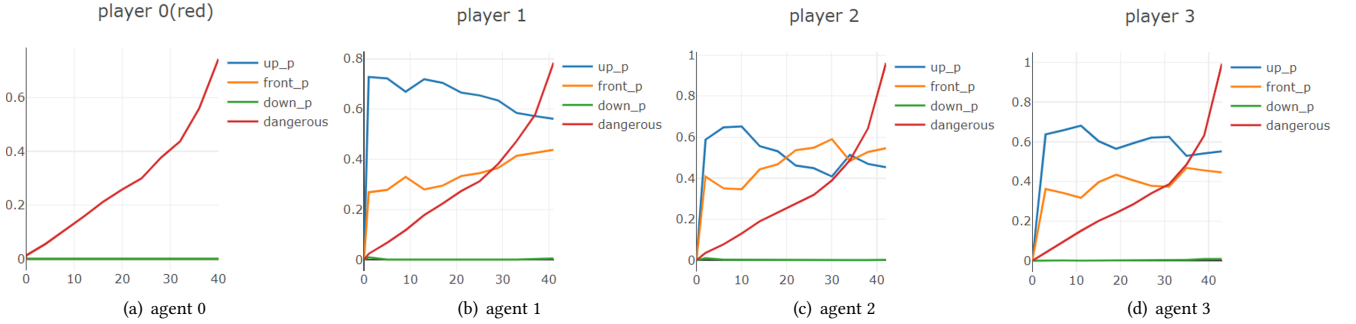 player 0(red)
0.6
0.4
0.2
0
0 10 20 30 40
up_p
front_p
down_p
dangerous
(a) agent 0
player 1
0.8
0.6
0.4
0.2
0
0 10 20 30 40
up_p
front_p
down_p
dangerous
(b) agent 1
player 2
1
0.8
0.6
0.4
0.2
0
0 10 20 30 40
up_p
front_p
down_p
dangerous
(c) agent 2
player 3
1
0.8
0.6
0.4
0.2
0
0 10 20 30 40
up_p
front_p
down_p
dangerous
(d) agent 3